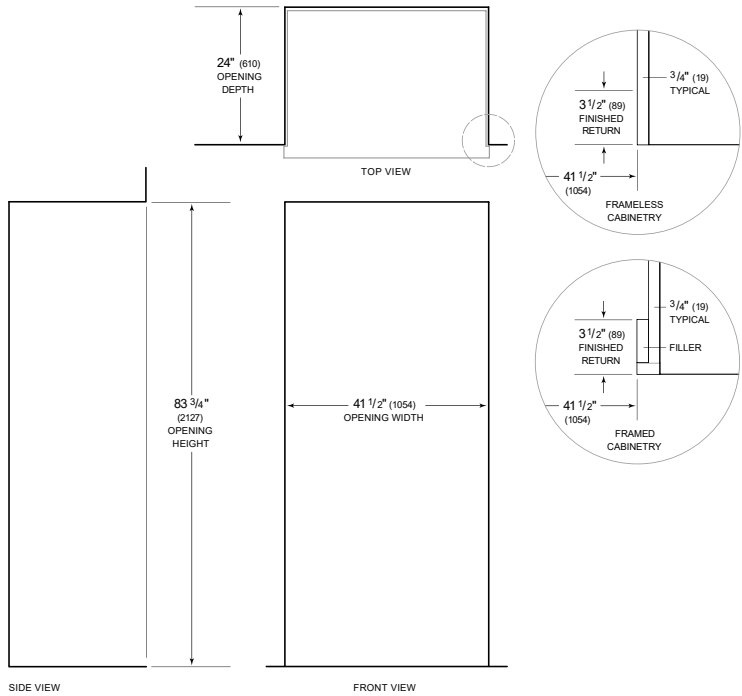 24" (610)
OPENING
DEPTH
TOP VIEW
3/4" (19)
TYPICAL
3 1/2" (89)
FINISHED
RETURN
41 1/2"
(1054)
FRAMELESS
CABINETRY
3/4" (19)
TYPICAL
3 1/2" (89)
FINISHED
RETURN
FILLER
41 1/2"
(1054)
FRAMED
CABINETRY
83 3/4"
(2127)
OPENING
HEIGHT
41 1/2" (1054)
OPENING WIDTH
SIDE VIEW
FRONT VIEW